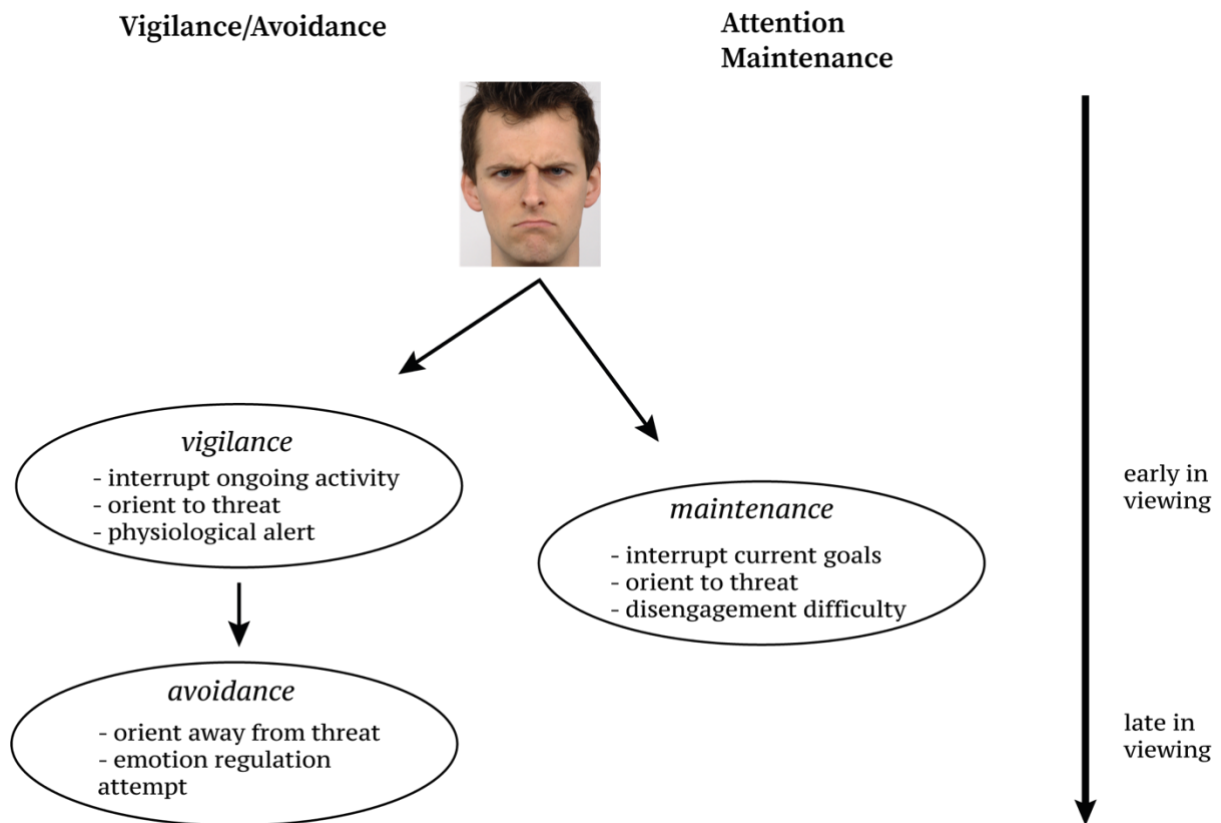 Vigilance/Avoidance
Attention
Maintenance
vigilance
- interrupt ongoing activity
- orient to threat
- physiological alert
maintenance
- interrupt current goals
- orient to threat
- disengagement difficulty
early in
viewing
avoidance
- orient away from threat
- emotion regulation
attempt
late in
viewing